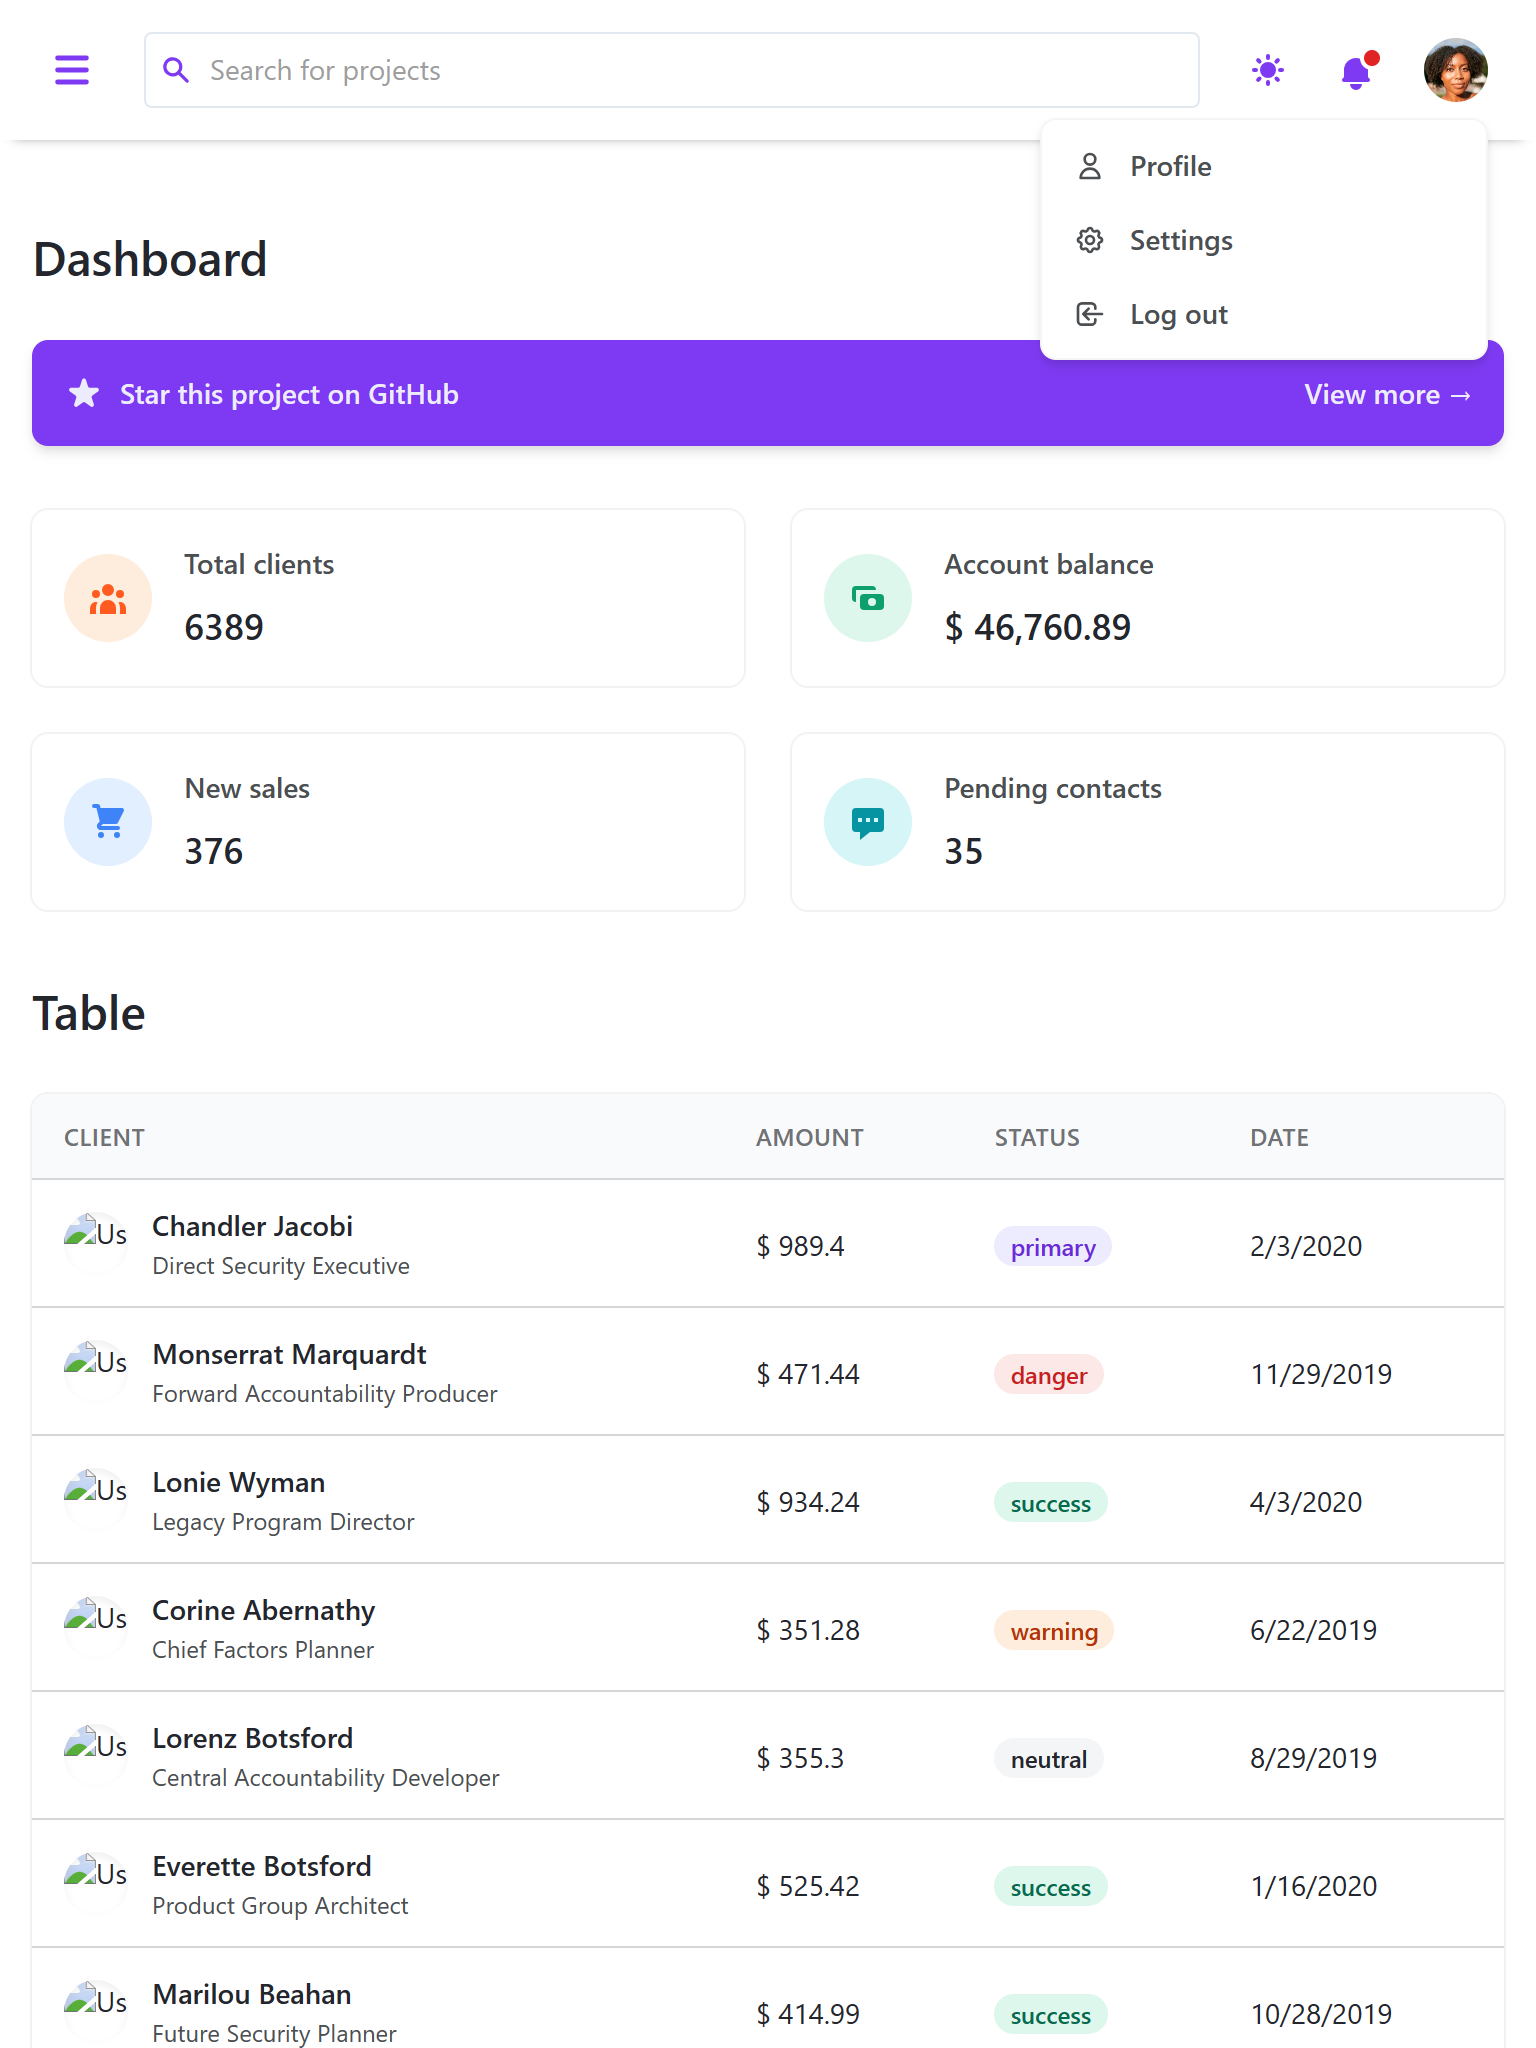 Search for projects
Profile
Settings
Log out
Dashboard
Star this project on GitHub
View more →
Total clients
6389
Account balance
$ 46,760.89
New sales
376
Pending contacts
35
Table
CLIENT AMOUNT STATUS DATE
Us Chandler Jacobi
Direct Security Executive
$ 989.4 primary 2/3/2020
Us Monserrat Marquardt
Forward Accountability Producer
$ 471.44 danger 11/29/2019
Us Lonie Wyman
Legacy Program Director
$ 934.24 success 4/3/2020
Us Corine Abernathy
Chief Factors Planner
$ 351.28 warning 6/22/2019
Us Lorenz Botsford
Central Accountability Developer
$ 355.3 neutral 8/29/2019
Us Everette Botsford
Product Group Architect
$ 525.42 success 1/16/2020
Us Marilou Beahan
Future Security Planner
$ 414.99 success 10/28/2019